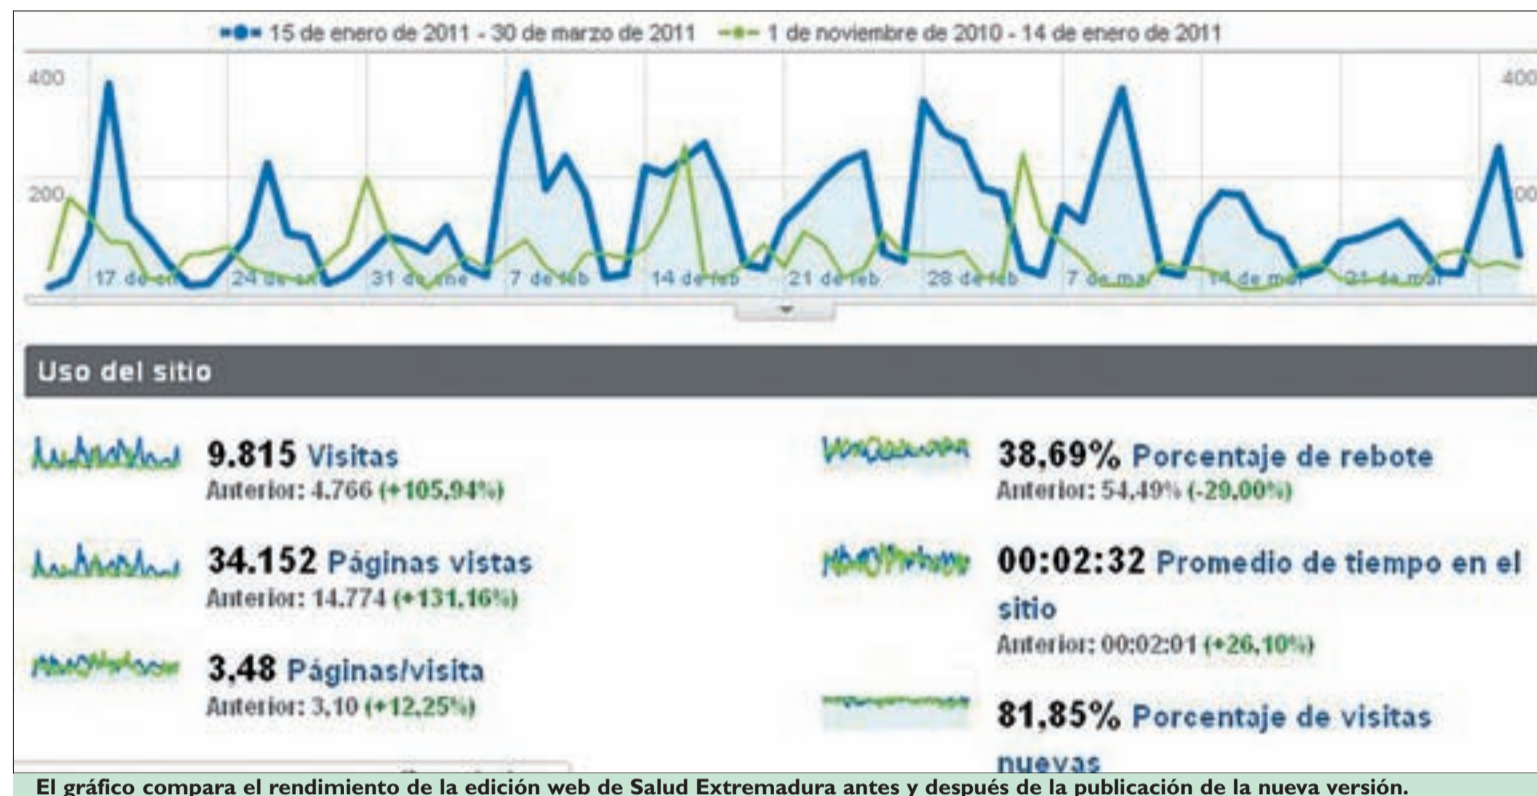 15 de enero de 2011 - 30 de marzo de 2011 1 de noviembre de 2010 - 14 de enero de 2011
400 400
200 200
17 de ene 24 de ene 31 de ene 7 de feb 14 de feb 21 de feb 28 de feb 7 de mar 14 de mar 21 de mar
Uso del sitio
9.815 Visitas
Anterior: 4.766 (+105,94%)
34.152 Páginas vistas
Anterior: 14.774 (+131,16%)
3,48 Páginas/visita
Anterior: 3,10 (+12,25%)
38,69% Porcentaje de rebote
Anterior: 54,49% (-29,00%)
00:02:32 Promedio de tiempo en el
sitio
Anterior: 00:02:01 (+26,10%)
81,85% Porcentaje de visitas
nuevas
El gráfico compara el rendimiento de la edición web de Salud Extremadura antes y después de la publicación de la nueva versión.